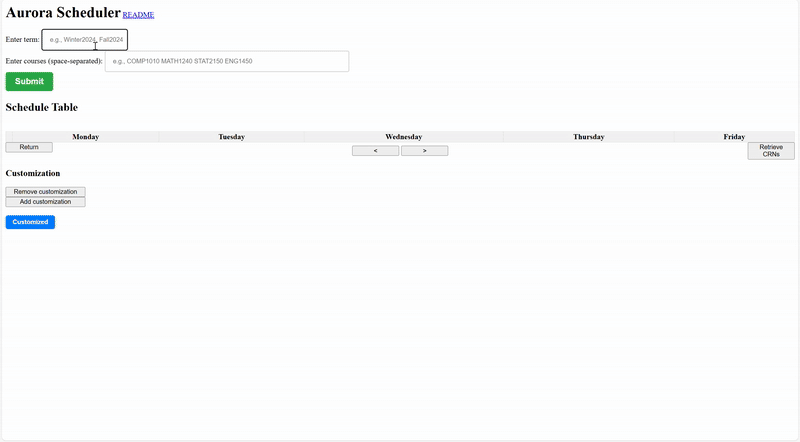 Aurora Scheduler README
Enter term: e.g., Winter2024, Fall2024
Enter courses (space-separated): e.g., COMP1010 MATH1240 STAT2150 ENG1450
Submit
Schedule Table
Monday Tuesday Wednesday Thursday Friday
Return < > Retrieve
CRNs
Customization
Remove customization
Add customization
Customized